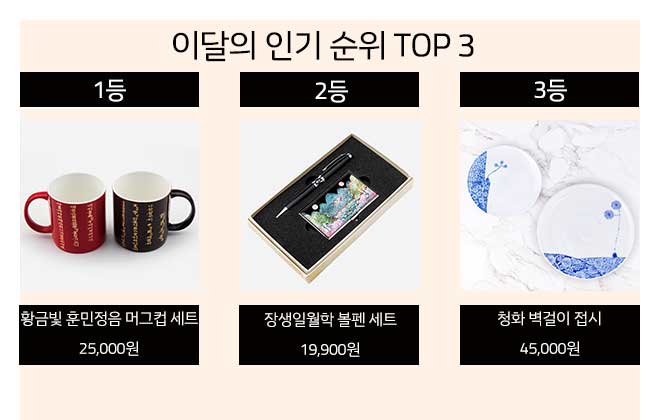 이달의 인기 순위 TOP 3
1등
2등
3등
황금빛 훈민정음 머그컵 세트
25,000원
장생일월학 볼펜 세트
19,900원
청화 벽걸이 접시
45,000원